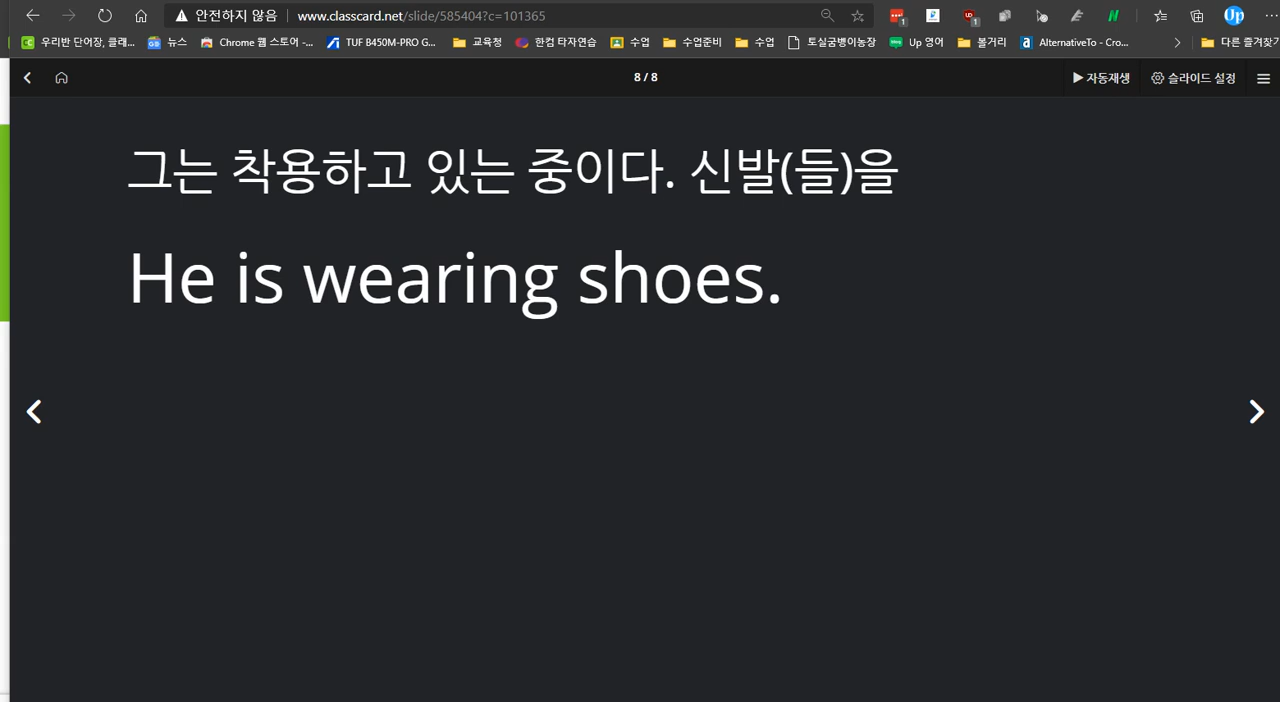 안전하지 않음 www.classcard.net/slide/585404?c=101365
우리반 단어장, 클래... 뉴스 Chrome 웹 스토어 -... TUF B450M-PRO G... 교육청 한컴 타자연습 수업 수업준비 수업 토실굼벵이농장 Up 영어 볼거리 AlternativeTo - Cro... 다른 즐겨찾기
8 / 8 자동재생 슬라이드 설정
그는 착용하고 있는 중이다. 신발(들)을
He is wearing shoes.